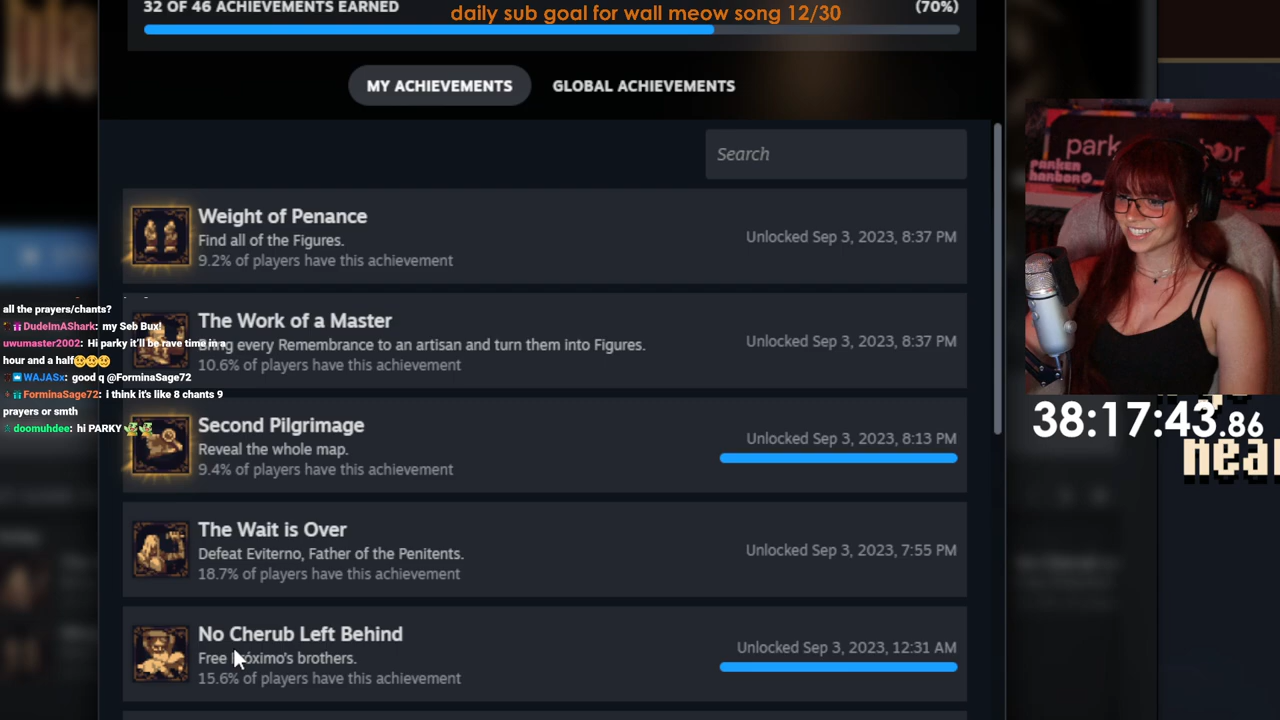 32 OF 46 ACHIEVEMENTS EARNED
daily sub goal for wall meow song 12/30
(70%)
MY ACHIEVEMENTS
GLOBAL ACHIEVEMENTS
Search
Weight of Penance
Find all of the Figures.
9.2% of players have this achievement
Unlocked Sep 3, 2023, 8:37 PM
The Work of a Master
Bring every Remembrance to an artisan and turn them into Figures.
10.6% of players have this achievement
Unlocked Sep 3, 2023, 8:37 PM
Second Pilgrimage
Reveal the whole map.
9.4% of players have this achievement
Unlocked Sep 3, 2023, 8:13 PM
The Wait is Over
Defeat Eviterno, Father of the Penitents.
18.7% of players have this achievement
Unlocked Sep 3, 2023, 7:55 PM
No Cherub Left Behind
Free brothers.
15.6% of players have this achievement
Unlocked Sep 3, 2023, 12:31 AM
all the prayers/chants?
DudeImAShark: my Seb Bux!
uwumaster2002: Hi parky it'll be rave time in a
hour and a half
WAJASx: good q @ForminaSage72
ForminaSage72: i think it's like 8 chants 9
prayers or smth
doomuhdee: hi PARKY
38:17:43.86